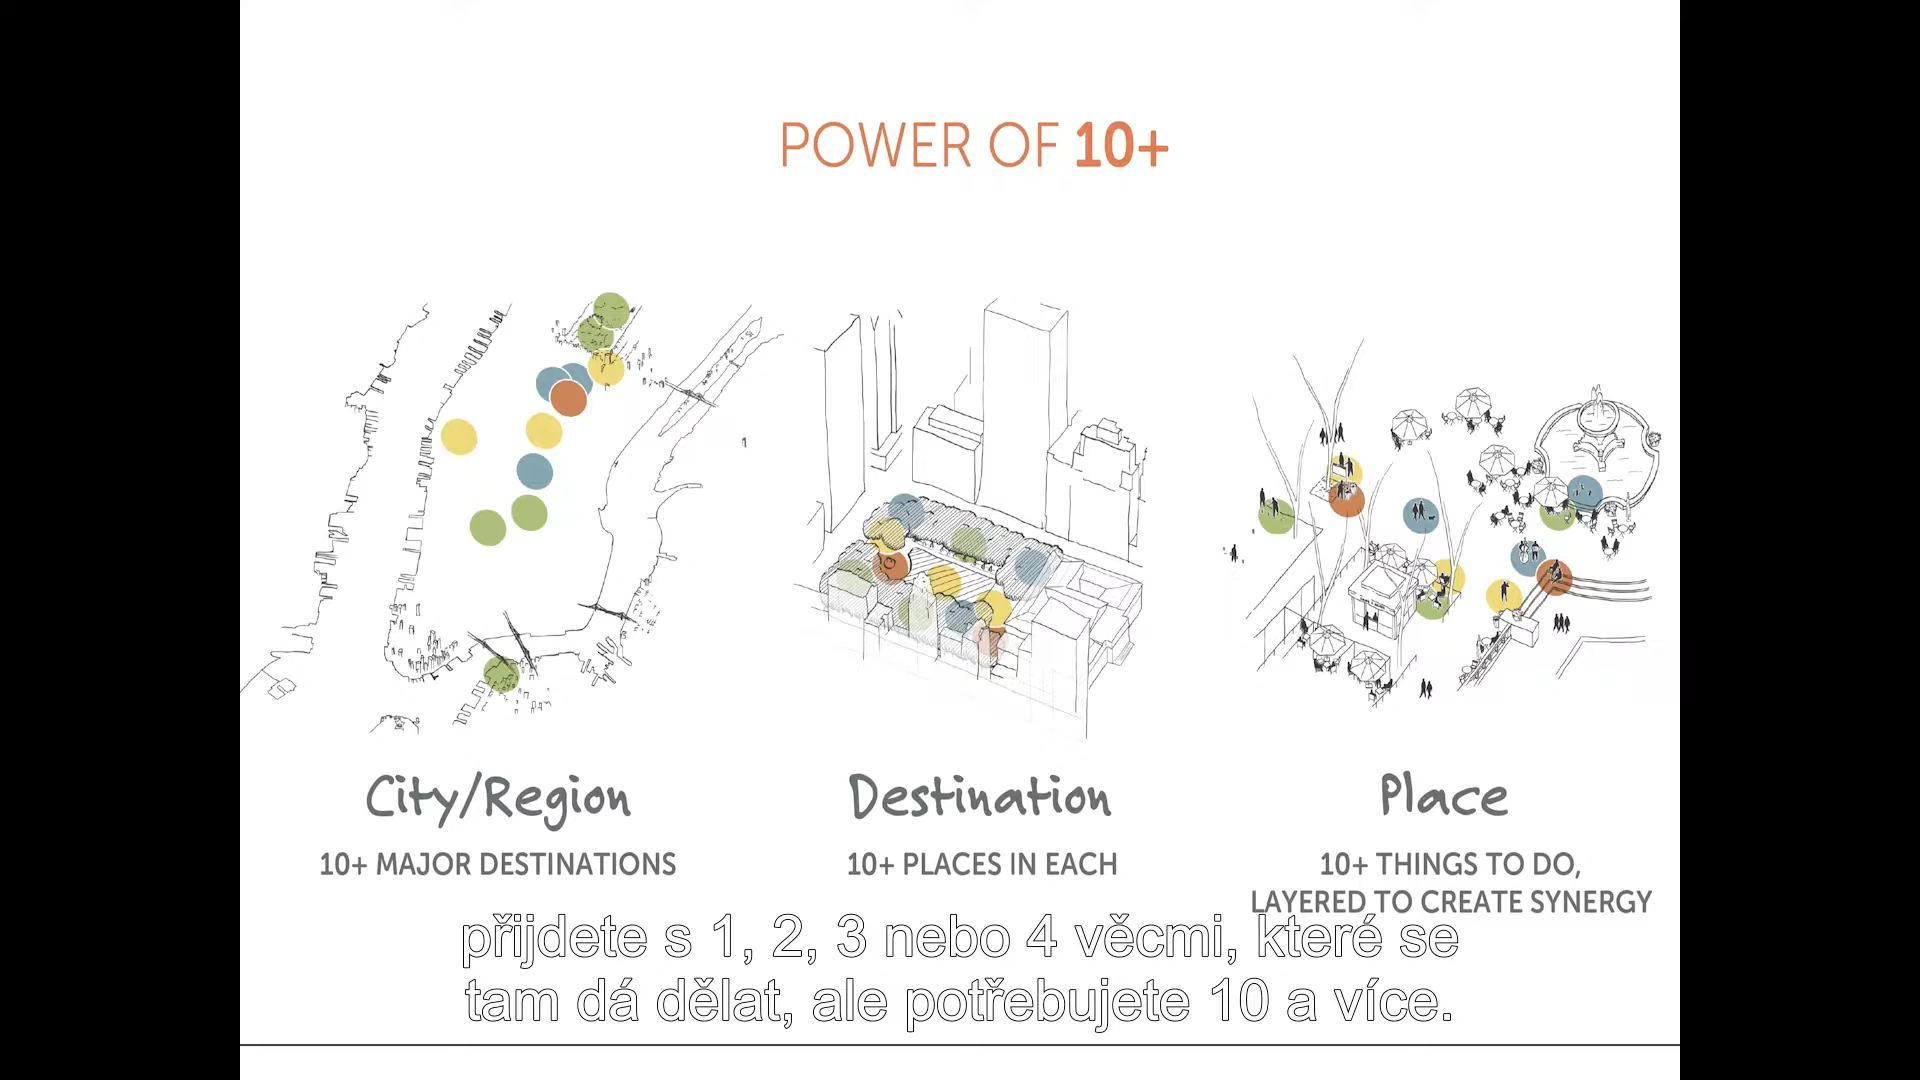 POWER OF 10+
City/Region
10+ MAJOR DESTINATIONS
Destination
10+ PLACES IN EACH
Place
10+ THINGS TO DO,
LAYERED TO CREATE SYNERGY
přijdete s 1, 2, 3 nebo 4 věcmi, které se
tam dá dělat, ale potřebujete 10 a více.